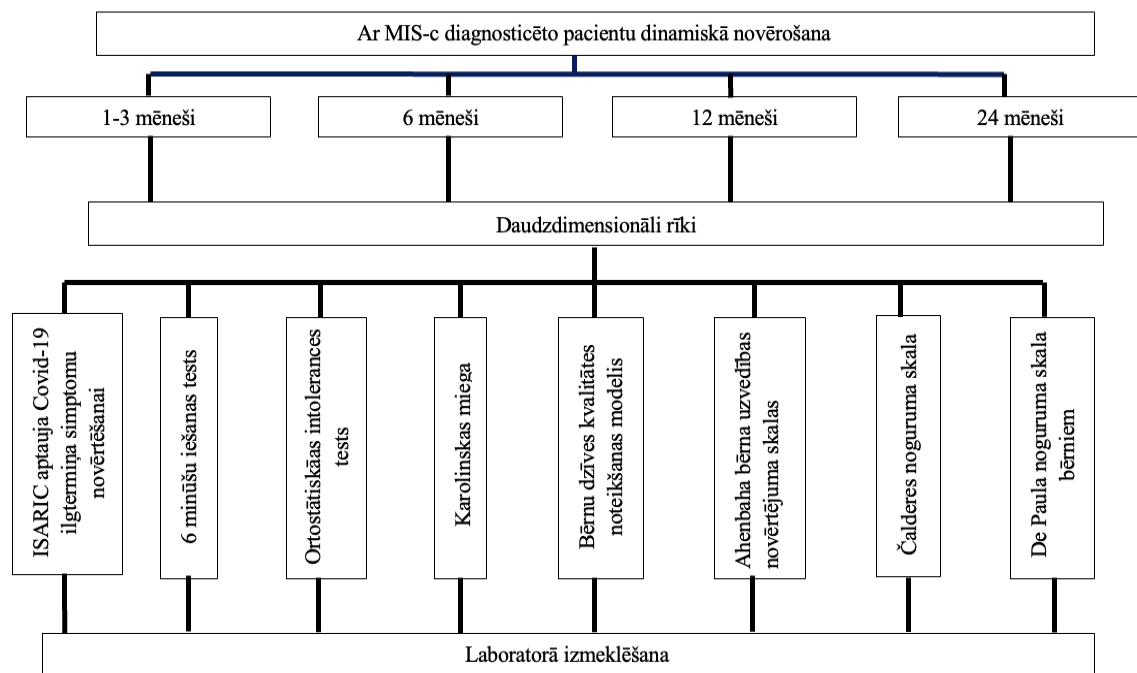 Ar MIS-c diagnosticēto pacientu dinamiskā novērošana
1-3 mēneši
6 mēneši
12 mēneši
24 mēneši
Daudzdimensionāli rīki
ISARIC aptauja Covid-19
ilgtermiņa simptomu
novērtēšanai
6 minūšu iešanas tests
Ortostātiskāas intolerances
tests
Karolinskas miega
Bērnu dzīves kvalitātes
noteikšanas modelis
Ahenbaha bērna uzvedības
novērtējuma skalas
Čalderes noguruma skala
De Paula noguruma skala
bērniem
Laboratorā izmeklēšana